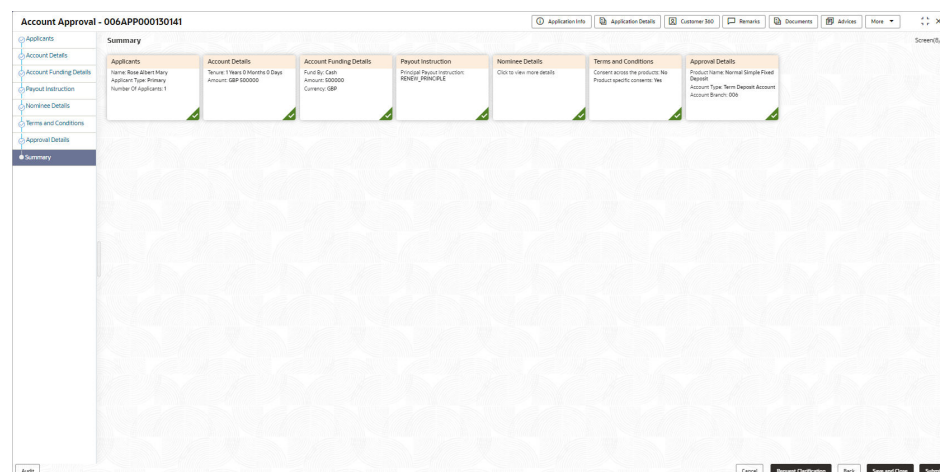 Account Approval - 006APP000130141
Application Info
Application Details
Customer 360
Remarks
Documents
Advices
More
Applicants
Account Details
Account Funding Details
Payout Instruction
Nominee Details
Terms and Conditions
Approval Details
Summary
Summary
Screen(8/
Applicants
Name: Rose Albert Mary
Applicant Type: Primary
Number Of Applicants: 1
Account Details
Tenure: 1 Years 0 Months 0 Days
Amount: GBP 500000
Account Funding Details
Fund By: Cash
Amount: 500000
Currency: GBP
Payout Instruction
Principal Payout Instruction:
RENEW_PRINCIPLE
Nominee Details
Click to view more details
Terms and Conditions
Consent across the products: No
Product specific consents: Yes
Approval Details
Product Name: Normal Simple Fixed
Deposit
Account Type: Term Deposit Account
Account Branch: 006
Audit
Cancel
Request Clarification
Back
Save and Close
Submi